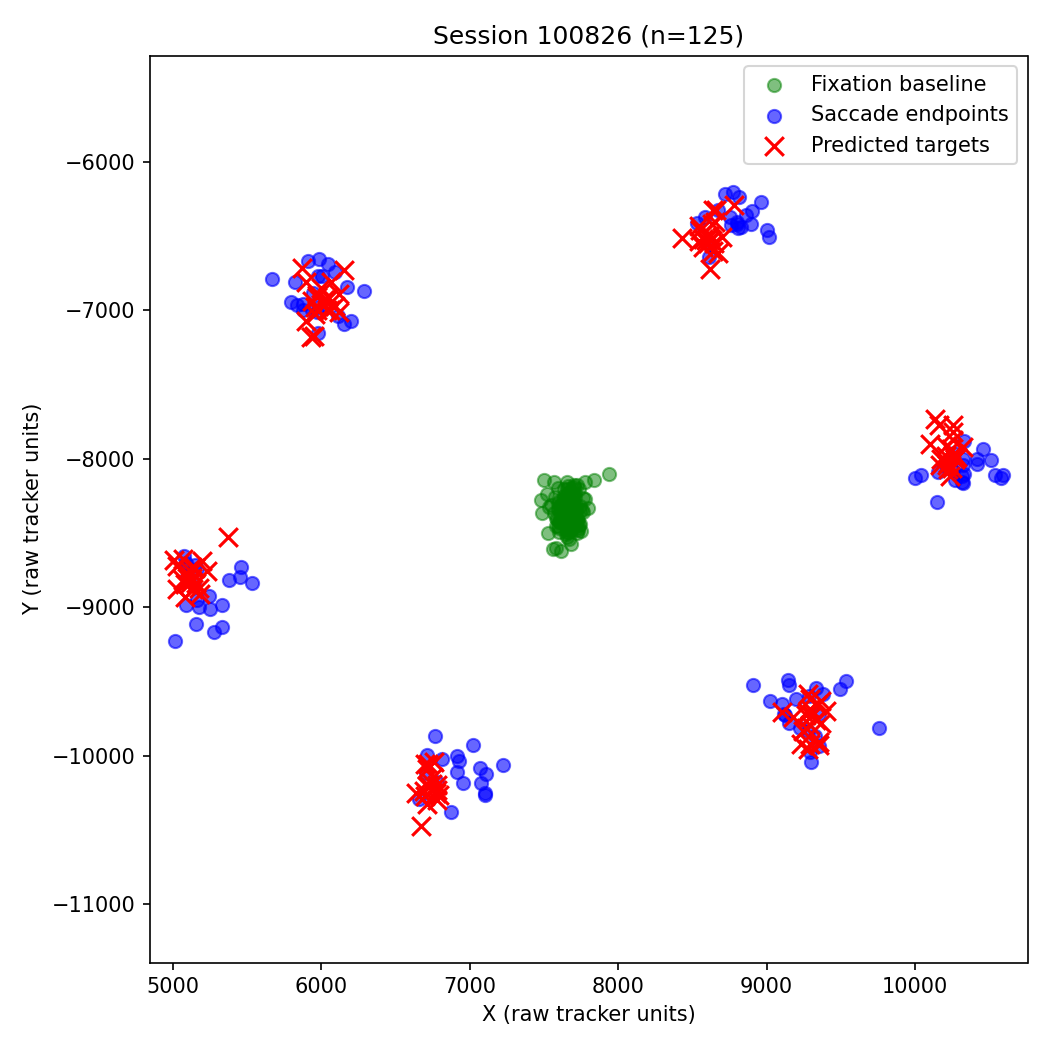 Session 100826 (n=125)
Fixation baseline
Saccade endpoints
Predicted targets
−6000
−7000
−8000
−9000
−10000
−11000
Y (raw tracker units)
5000 6000 7000 8000 9000 10000
X (raw tracker units)